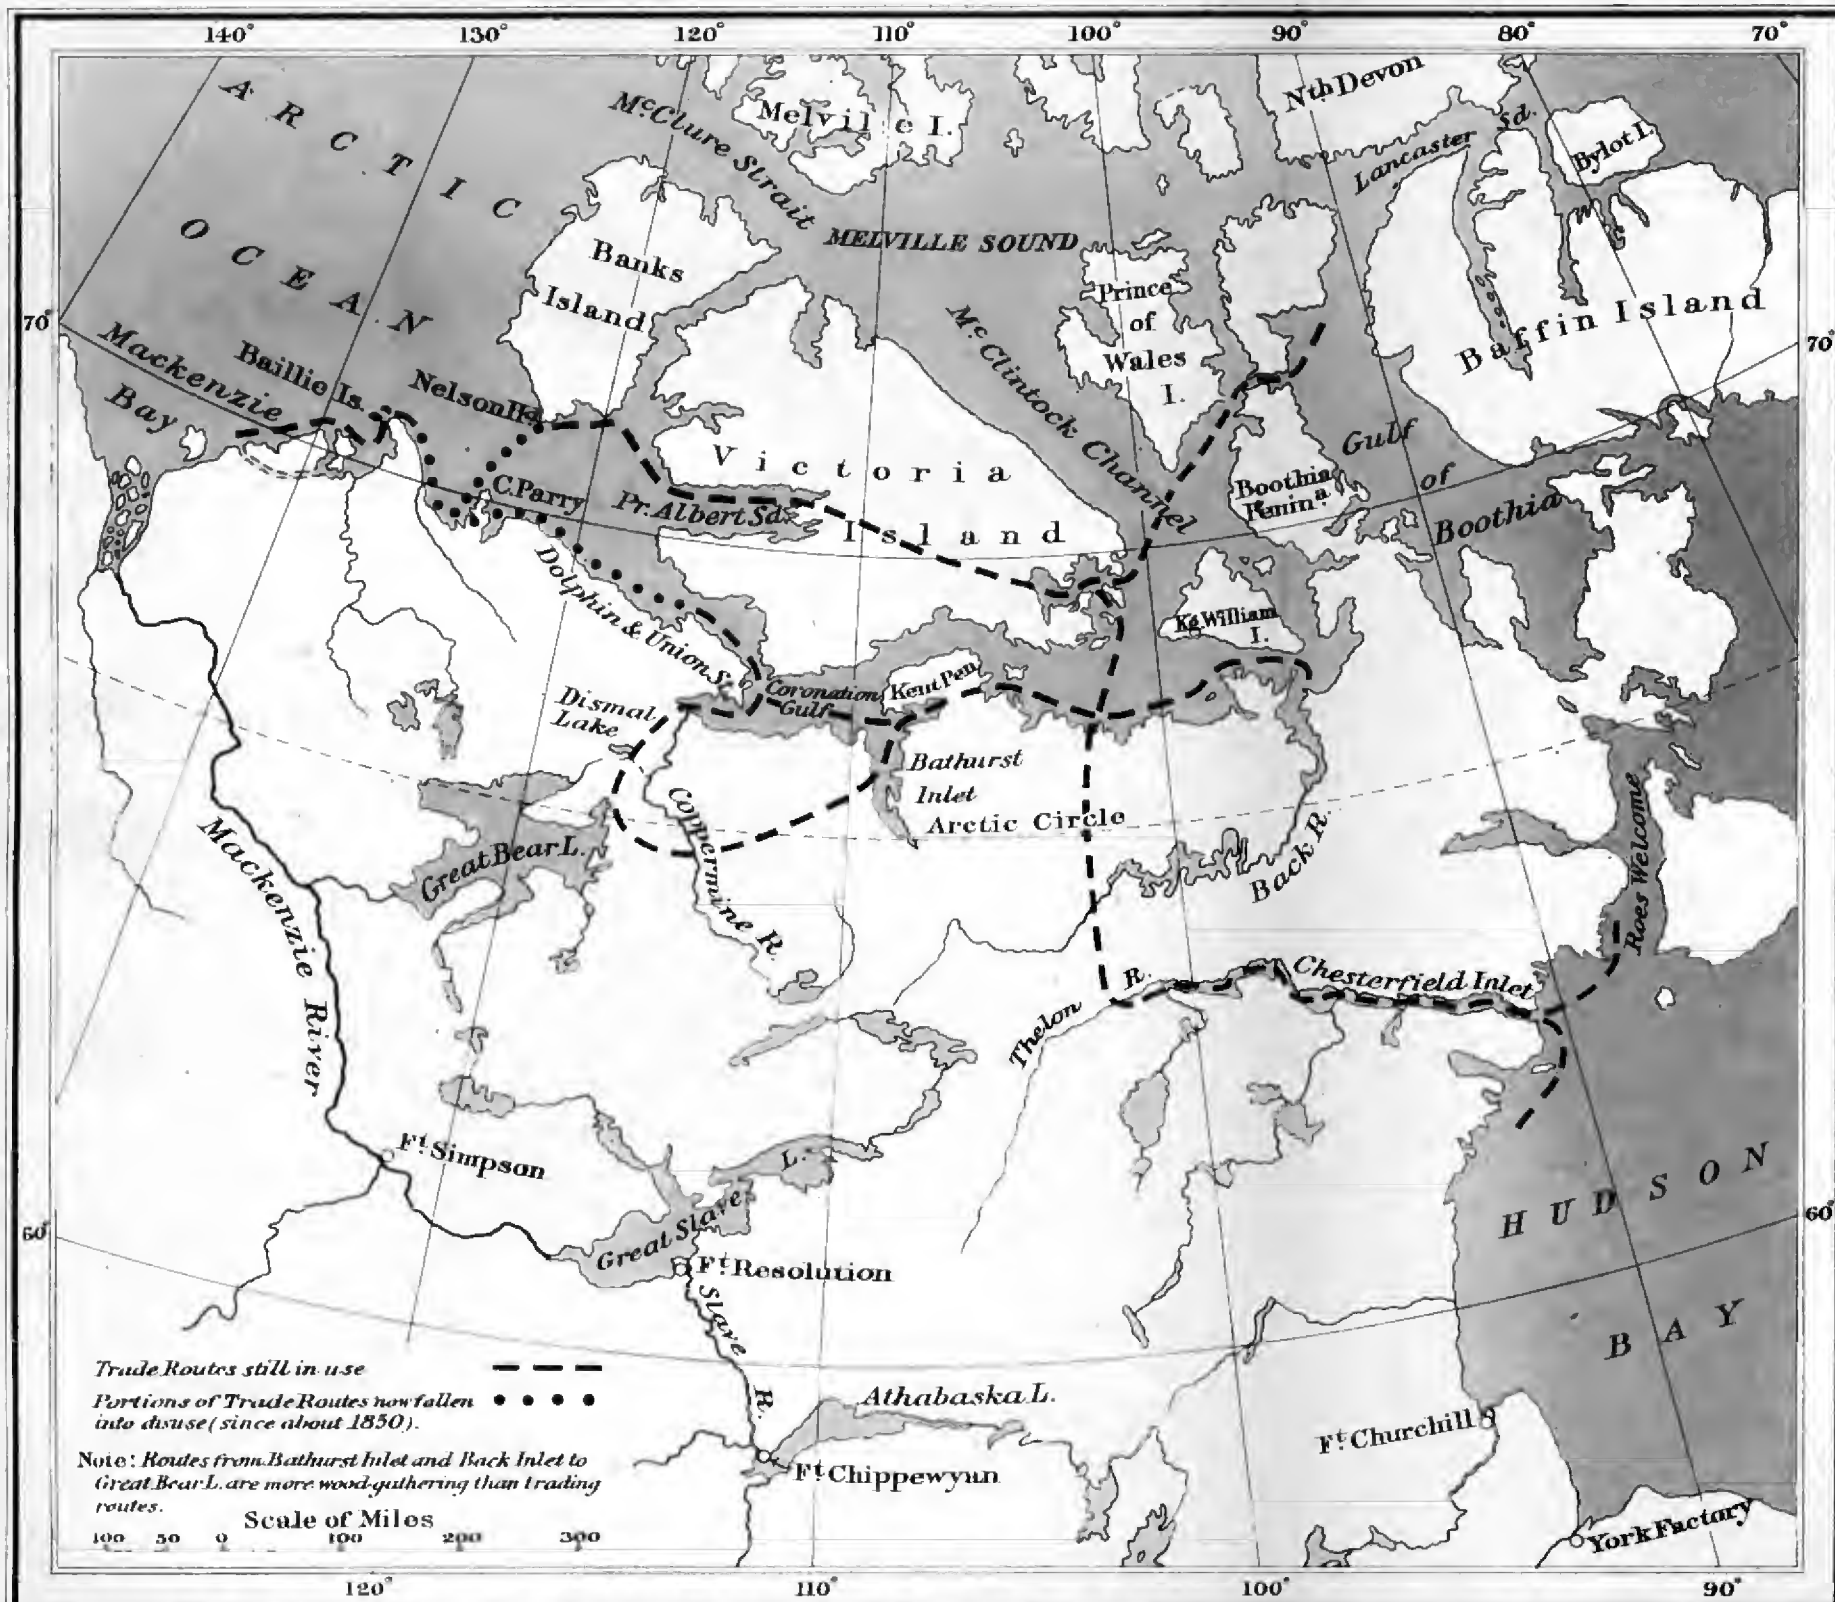 140° 130° 120° 110° 100° 90° 80° 70°
ARCTIC
OCEAN
McClure Strait
Melville I.
Nth Devon
Lancaster Sd.
Bylot I.
MELVILLE SOUND
Banks
Island
Prince
of
Wales
I.
McClintock Channel
Baffin Island
70°
70°
Mackenzie
Bay
Baillie Is.
Nelson Hd.
C. Parry
Pr. Albert Sd.
Victoria
Island
Boothia
Penin.a
Gulf
of
Boothia
Dolphin & Union S.
Kg. William
I.
Coronation
Gulf
Kent Pen.
Dismal
Lake
Bathurst
Inlet
Arctic Circle
Coppermine R.
Great Bear L.
Back R.
Roes Welcome
Mackenzie River
Thelon R.
Chesterfield Inlet
Ft. Simpson
Great Slave L.
Ft. Resolution
Slave R.
HUDSON
BAY
60°
60°
Athabaska L.
Ft. Churchill
Ft. Chippewynn
York Factory
Trade Routes still in use
Portions of Trade Routes now fallen
into disuse (since about 1850).
Note: Routes from Bathurst Inlet and Back Inlet to
Great Bear L. are more wood-gathering than trading
routes.
Scale of Miles
100 50 0 100 200 300
120° 110° 100° 90°